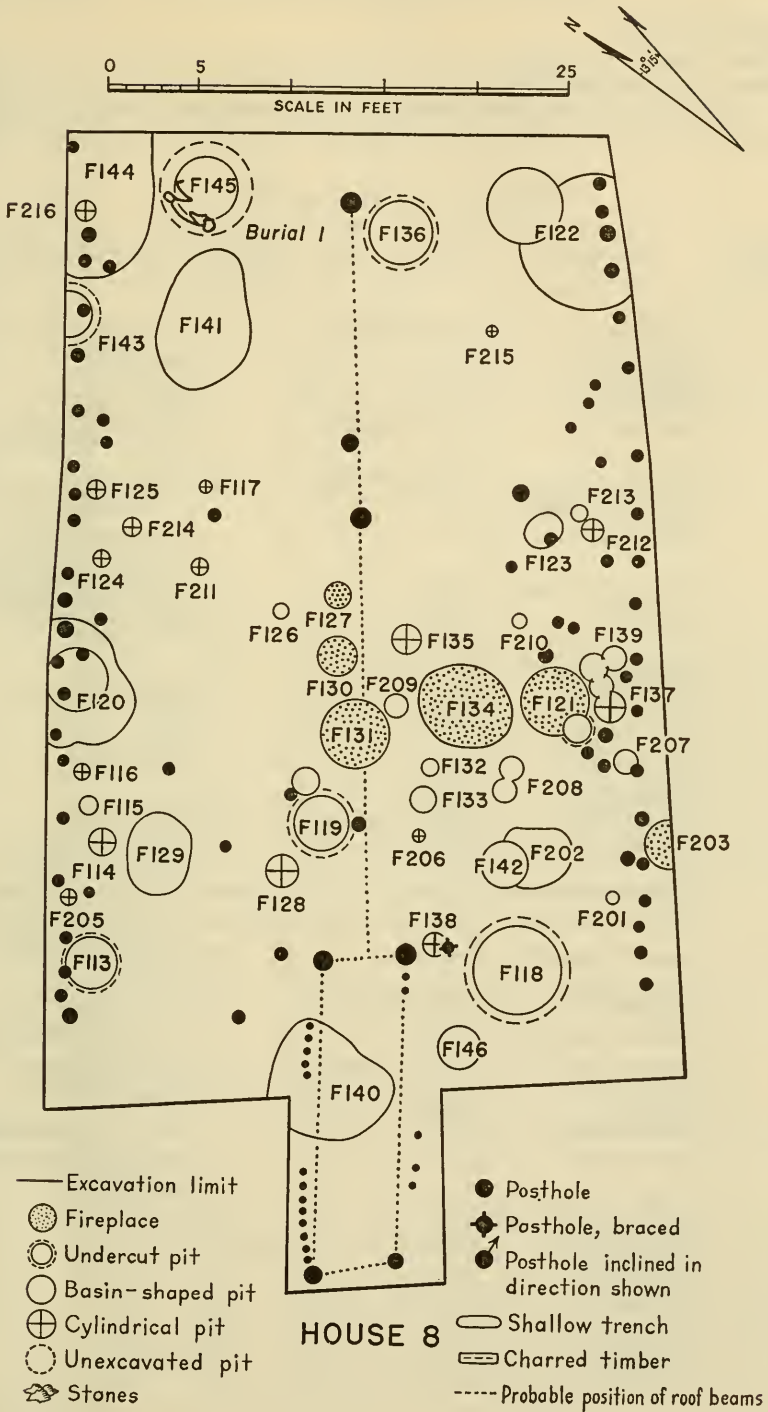 0 5 25
SCALE IN FEET
N
13°15'
F144
F145
F216
Burial 1
F136
F122
F143
F141
F215
F125
F117
F214
F213
F212
F124
F211
F123
F127
F126
F135
F210
F139
F130
F209
F120
F131
F134
F121
F137
F207
F116
F132
F115
F133
F208
F119
F114
F129
F206
F142
F202
F203
F128
F205
F138
F201
F113
F118
F146
F140
Excavation limit
Fireplace
Undercut pit
Basin-shaped pit
Cylindrical pit
Unexcavated pit
Stones
HOUSE 8
Posthole
Posthole, braced
Posthole inclined in
direction shown
Shallow trench
Charred timber
Probable position of roof beams